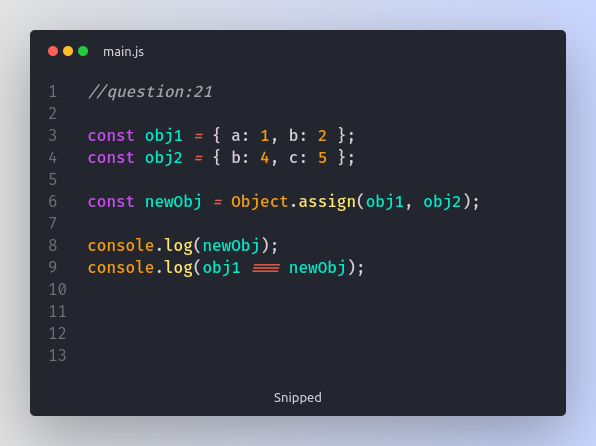 main.js
1 //question:21
2
3 const obj1 = { a: 1, b: 2 };
4 const obj2 = { b: 4, c: 5 };
5
6 const newObj = Object.assign(obj1, obj2);
7
8 console.log(newObj);
9 console.log(obj1 === newObj);
10
11
12
13
Snipped